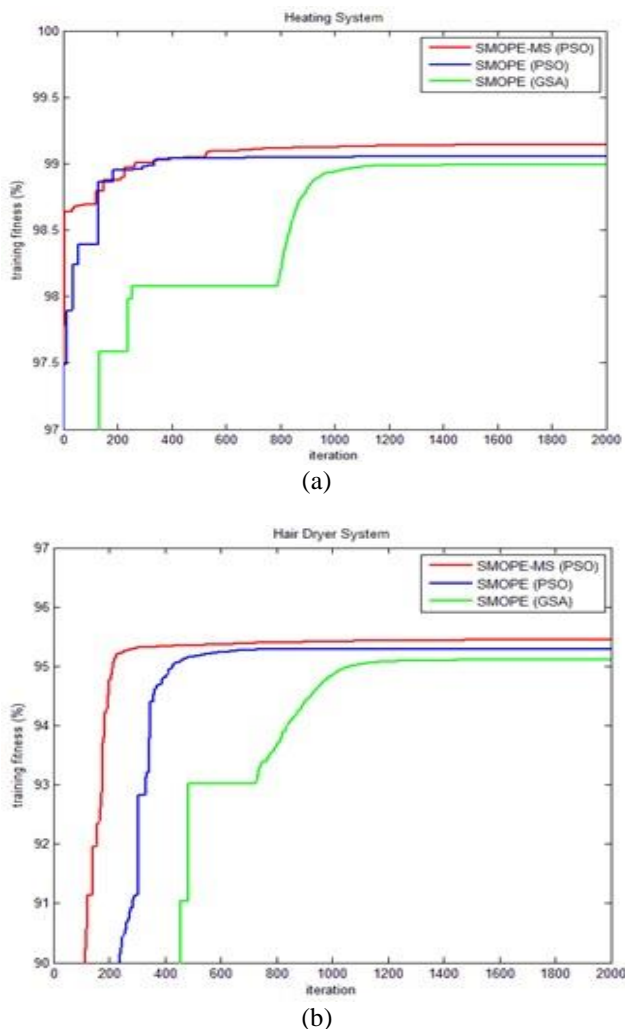 Heating System
100
99.5
99
98.5
98
97.5
97
training fitness (%)
SMOPE-MS (PSO)
SMOPE (PSO)
SMOPE (GSA)
0 200 400 600 800 1000 1200 1400 1600 1800 2000
iteration
(a)
Hair Dryer System
97
96
95
94
93
92
91
90
training fitness (%)
SMOPE-MS (PSO)
SMOPE (PSO)
SMOPE (GSA)
0 200 400 600 800 1000 1200 1400 1600 1800 2000
iteration
(b)